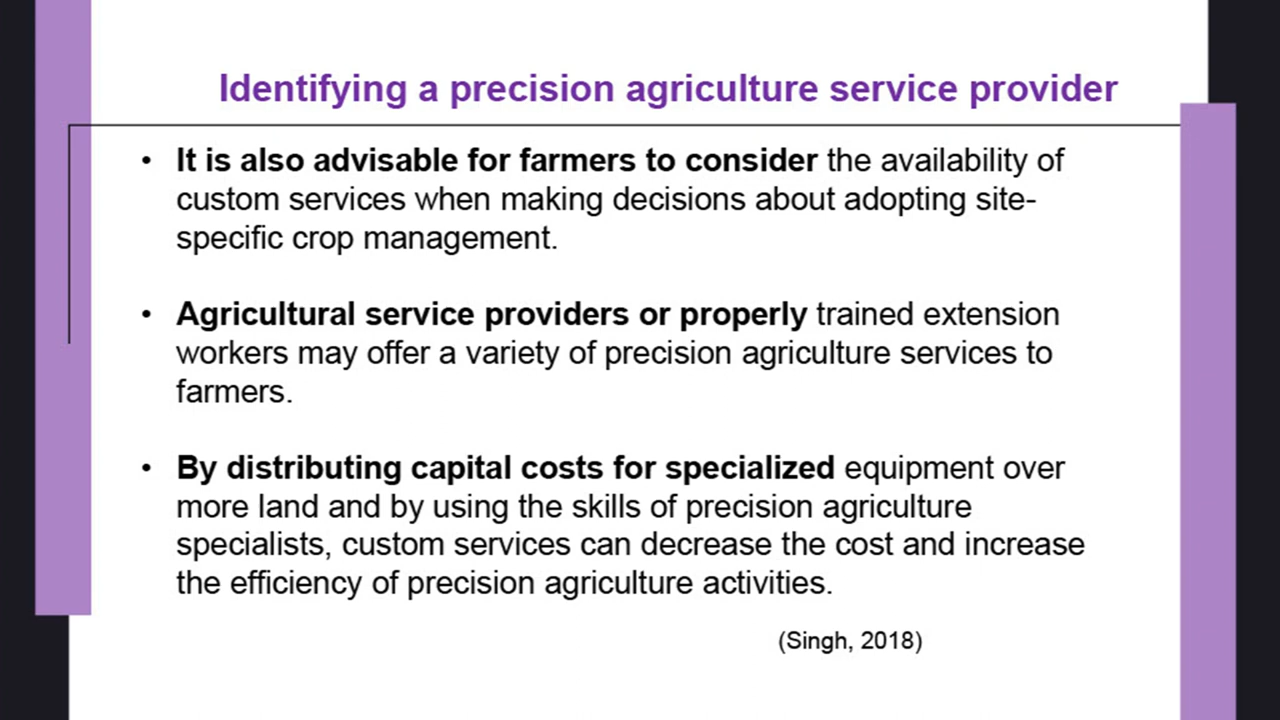 Identifying a precision agriculture service provider
• It is also advisable for farmers to consider the availability of
custom services when making decisions about adopting site-
specific crop management.
• Agricultural service providers or properly trained extension
workers may offer a variety of precision agriculture services to
farmers.
• By distributing capital costs for specialized equipment over
more land and by using the skills of precision agriculture
specialists, custom services can decrease the cost and increase
the efficiency of precision agriculture activities.
(Singh, 2018)